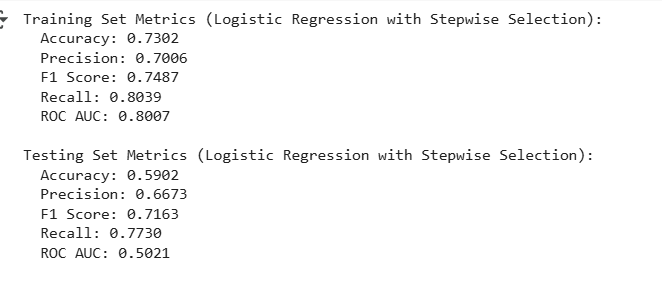 Training Set Metrics (Logistic Regression with Stepwise Selection):
Accuracy: 0.7302
Precision: 0.7006
F1 Score: 0.7487
Recall: 0.8039
ROC AUC: 0.8007
Testing Set Metrics (Logistic Regression with Stepwise Selection):
Accuracy: 0.5902
Precision: 0.6673
F1 Score: 0.7163
Recall: 0.7730
ROC AUC: 0.5021